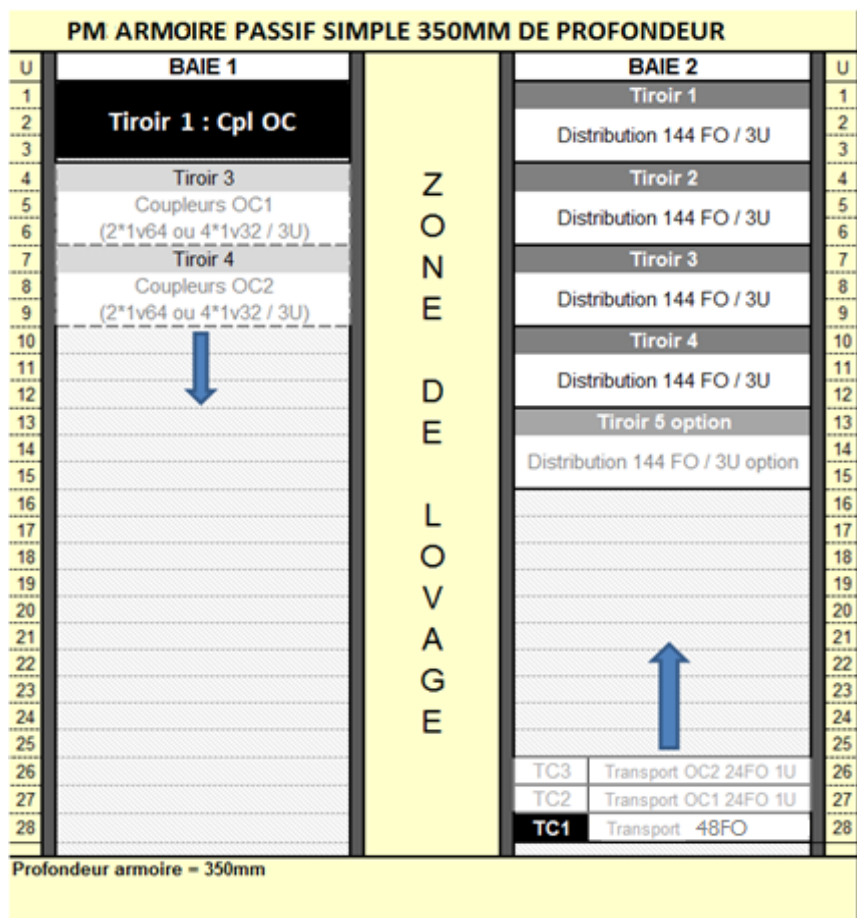 PM ARMOIRE PASSIF SIMPLE 350MM DE PROFONDEUR
U BAIE 1 BAIE 2 U
1 Tiroir 1 1
2 Tiroir 1 : Cpl OC Distribution 144 FO / 3U 2
3 3
4 Tiroir 3 Tiroir 2 4
5 Coupleurs OC1 Distribution 144 FO / 3U 5
6 (2*1v64 ou 4*1v32 / 3U) 6
7 Tiroir 4 Tiroir 3 7
8 Coupleurs OC2 Distribution 144 FO / 3U 8
9 (2*1v64 ou 4*1v32 / 3U) 9
10 Tiroir 4 10
11 Distribution 144 FO / 3U 11
12 12
13 Tiroir 5 option 13
14 Distribution 144 FO / 3U option 14
15 15
16 16
17 17
18 18
19 19
20 20
21 21
22 22
23 23
24 24
25 25
26 TC3 Transport OC2 24FO 1U 26
27 TC2 Transport OC1 24FO 1U 27
28 TC1 Transport 48FO 28
ZONE DE LOVAGE
Profondeur armoire = 350mm